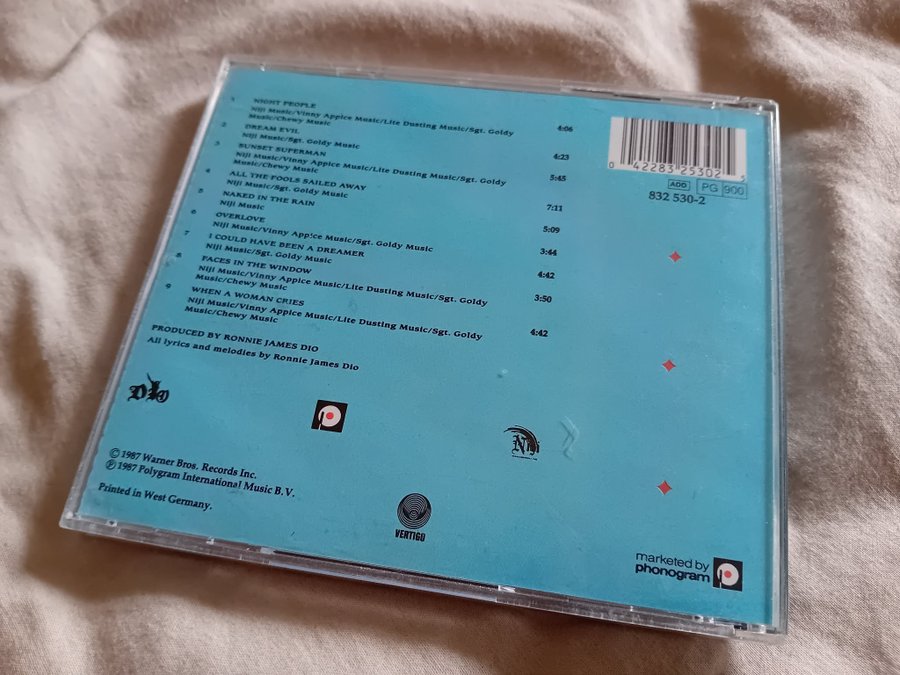 1 NIGHT PEOPLE
Niji Music/Vinny Appice Music/Lite Dusting Music/Sgt. Goldy
Music/Chewy Music 4:06
2 DREAM EVIL
Niji Music/Sgt. Goldy Music 4:23
3 SUNSET SUPERMAN
Niji Music/Vinny Appice Music/Lite Dusting Music/Sgt. Goldy
Music/Chewy Music 5:45
4 ALL THE FOOLS SAILED AWAY
Niji Music/Sgt. Goldy Music 7:11
5 NAKED IN THE RAIN
Niji Music 5:09
6 OVERLOVE
Niji Music/Vinny Appice Music/Sgt. Goldy Music 3:44
7 I COULD HAVE BEEN A DREAMER
Niji Music/Sgt. Goldy Music 4:42
8 FACES IN THE WINDOW
Niji Music/Vinny Appice Music/Lite Dusting Music/Sgt. Goldy
Music/Chewy Music 3:50
9 WHEN A WOMAN CRIES
Niji Music/Vinny Appice Music/Lite Dusting Music/Sgt. Goldy
Music/Chewy Music 4:42
PRODUCED BY RONNIE JAMES DIO
All lyrics and melodies by Ronnie James Dio
0 42283 25302 5
ADD PG 900
832 530-2
DIO
Niji
© 1987 Warner Bros. Records Inc.
℗ 1987 Polygram International Music B.V.
Printed in West Germany.
VERTIGO
marketed by
phonogram